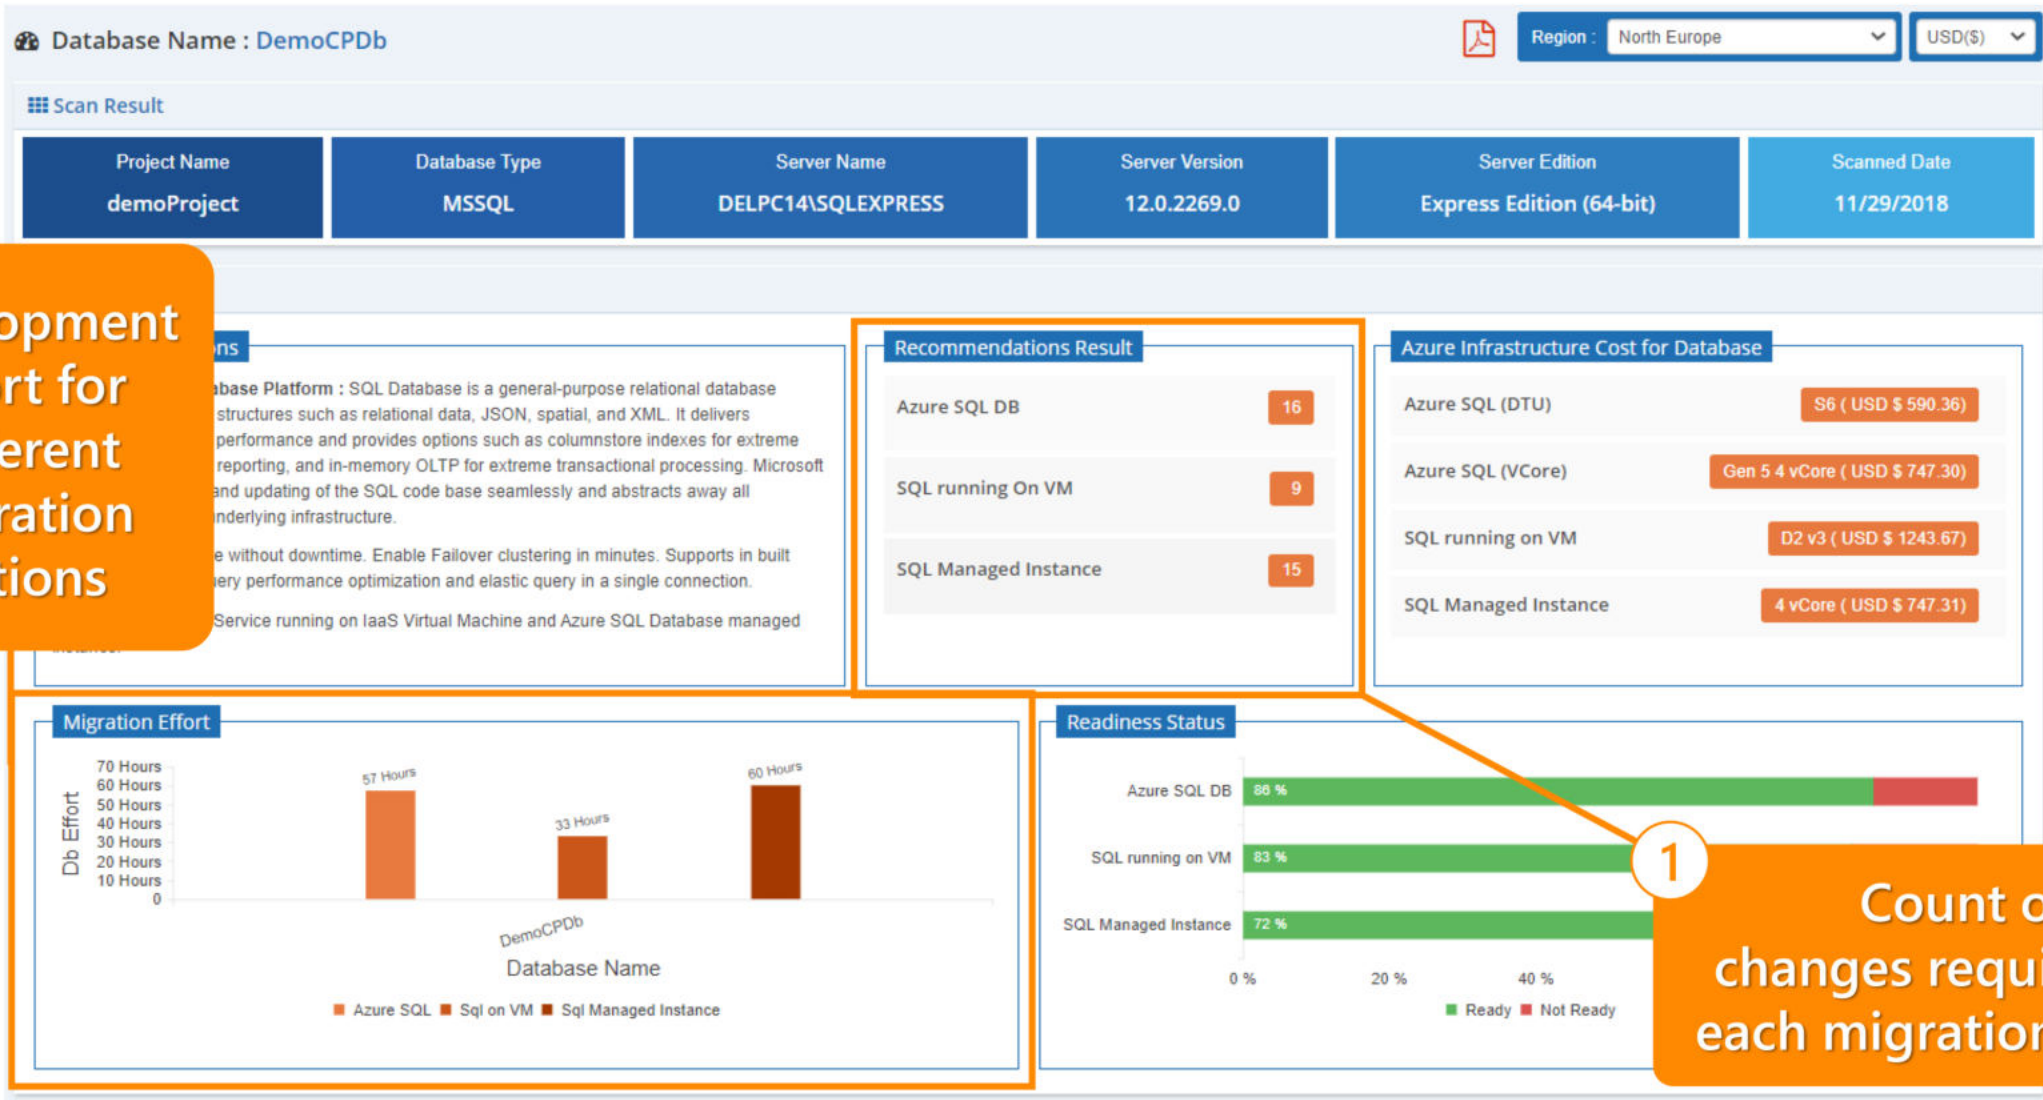 Database Name : DemoCPDb
Region : North Europe USD($)
Scan Result
Project Name
demoProject
Database Type
MSSQL
Server Name
DELPC14\SQLEXPRESS
Server Version
12.0.2269.0
Server Edition
Express Edition (64-bit)
Scanned Date
11/29/2018
opment
rt for
erent
ration
tions
ns
abase Platform : SQL Database is a general-purpose relational database
structures such as relational data, JSON, spatial, and XML. It delivers
performance and provides options such as columnstore indexes for extreme
reporting, and in-memory OLTP for extreme transactional processing. Microsoft
and updating of the SQL code base seamlessly and abstracts away all
underlying infrastructure.
e without downtime. Enable Failover clustering in minutes. Supports in built
ery performance optimization and elastic query in a single connection.
Service running on IaaS Virtual Machine and Azure SQL Database managed
Recommendations Result
Azure SQL DB 16
SQL running On VM 9
SQL Managed Instance 15
Azure Infrastructure Cost for Database
Azure SQL (DTU) S6 ( USD $ 590.36)
Azure SQL (VCore) Gen 5 4 vCore ( USD $ 747.30)
SQL running on VM D2 v3 ( USD $ 1243.67)
SQL Managed Instance 4 vCore ( USD $ 747.31)
Migration Effort
Db Effort
70 Hours
60 Hours
50 Hours
40 Hours
30 Hours
20 Hours
10 Hours
0
57 Hours
33 Hours
60 Hours
DemoCPDb
Database Name
Azure SQL Sql on VM Sql Managed Instance
Readiness Status
Azure SQL DB 86 %
SQL running on VM 83 %
SQL Managed Instance 72 %
0 % 20 % 40 %
Ready Not Ready
1
Count o
changes requi
each migration